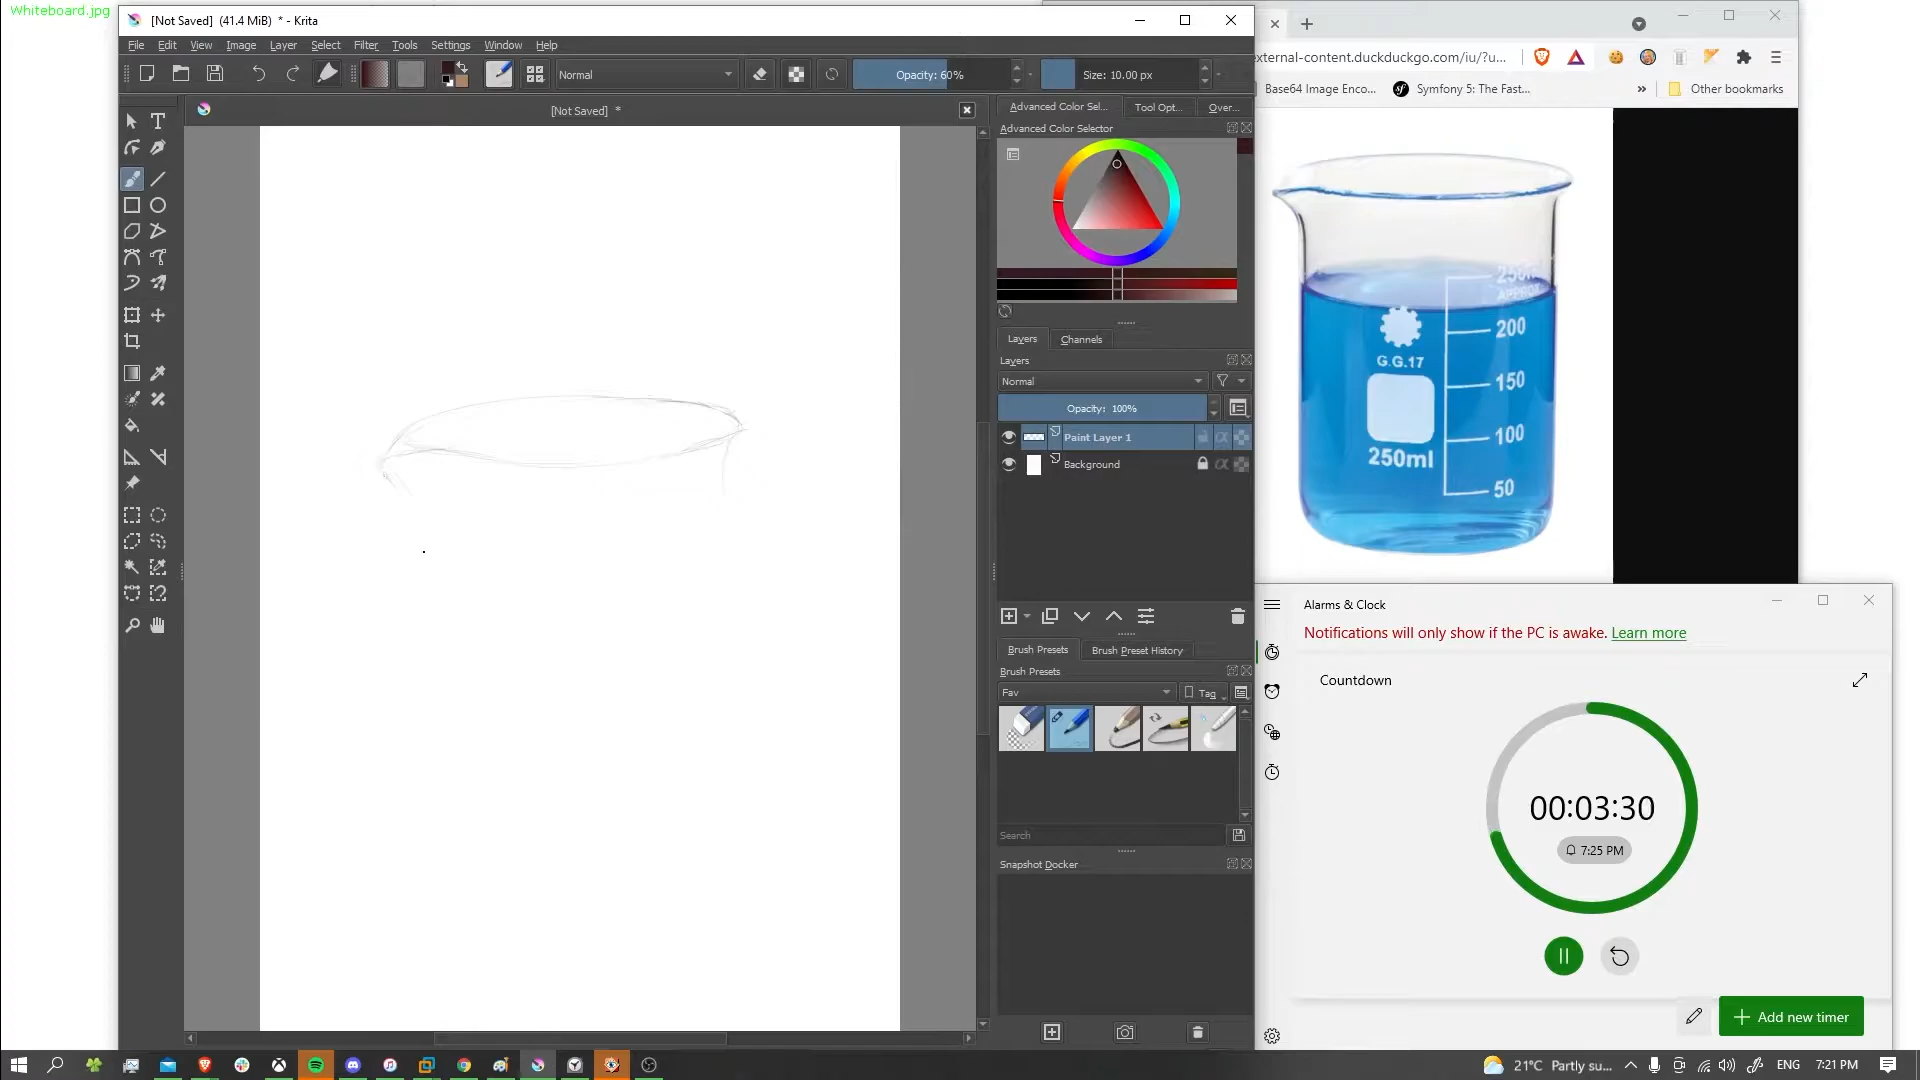 Whiteboard.jpg
[Not Saved] (41.4 MiB) * - Krita
File Edit View Image Layer Select Filter Tools Settings Window Help
Normal
Opacity: 60%
Size: 10.00 px
[Not Saved] *
Advanced Color Sel...
Tool Opt...
Over...
Advanced Color Selector
Layers
Channels
Layers
Normal
Opacity: 100%
Paint Layer 1
Background
Brush Presets
Brush Preset History
Brush Presets
Fav
Tag
Search
Snapshot Docker
xternal-content.duckduckgo.com/iu/?u...
Base64 Image Enco...
Symfony 5: The Fast...
»
Other bookmarks
APPROX
200
G.G.17
150
100
250ml
50
Alarms & Clock
Notifications will only show if the PC is awake. Learn more
Countdown
00:03:30
7:25 PM
Add new timer
21°C Partly su...
ENG
7:21 PM